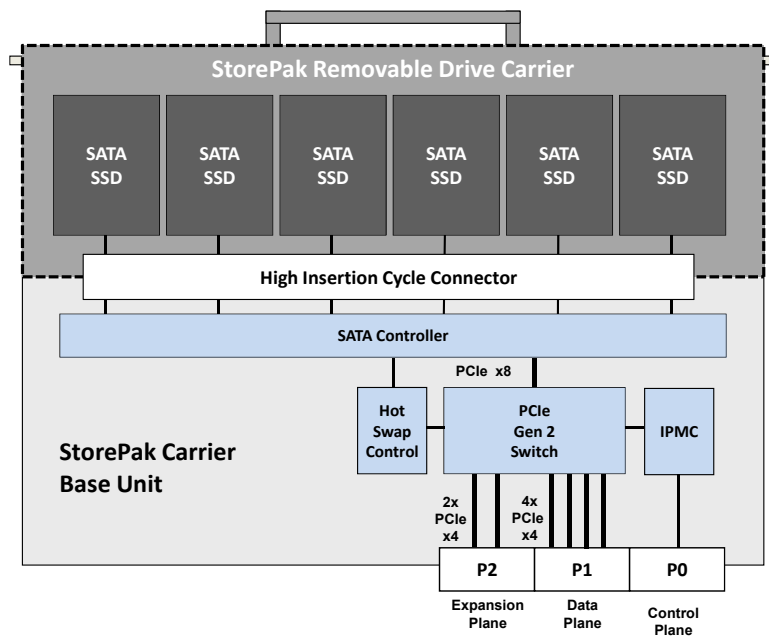 StorePak Removable Drive Carrier
SATA
SSD
SATA
SSD
SATA
SSD
SATA
SSD
SATA
SSD
SATA
SSD
High Insertion Cycle Connector
SATA Controller
PCIe x8
Hot
Swap
Control
PCIe
Gen 2
Switch
IPMC
StorePak Carrier
Base Unit
2x
PCIe
x4
4x
PCIe
x4
P2
P1
P0
Expansion
Plane
Data
Plane
Control
Plane